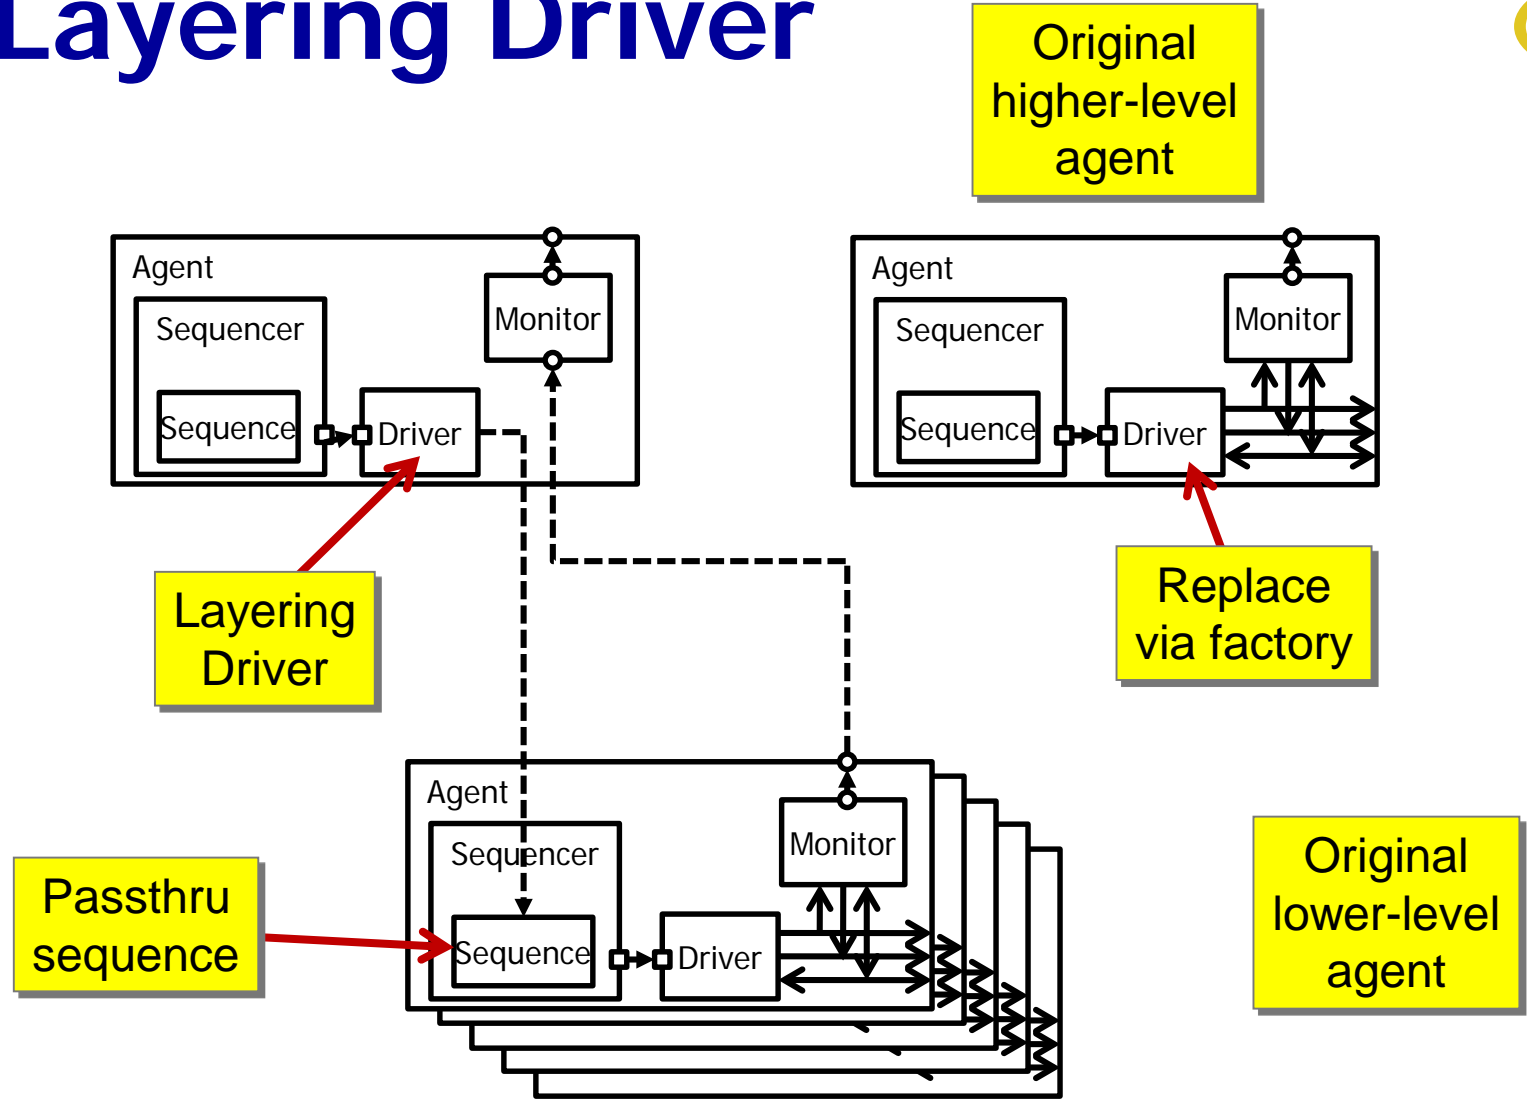 Layering Driver
Original
higher-level
agent
Agent
Sequencer
Sequence
Driver
Monitor
Agent
Sequencer
Sequence
Driver
Monitor
Layering
Driver
Replace
via factory
Agent
Sequencer
Sequence
Driver
Monitor
Passthru
sequence
Original
lower-level
agent